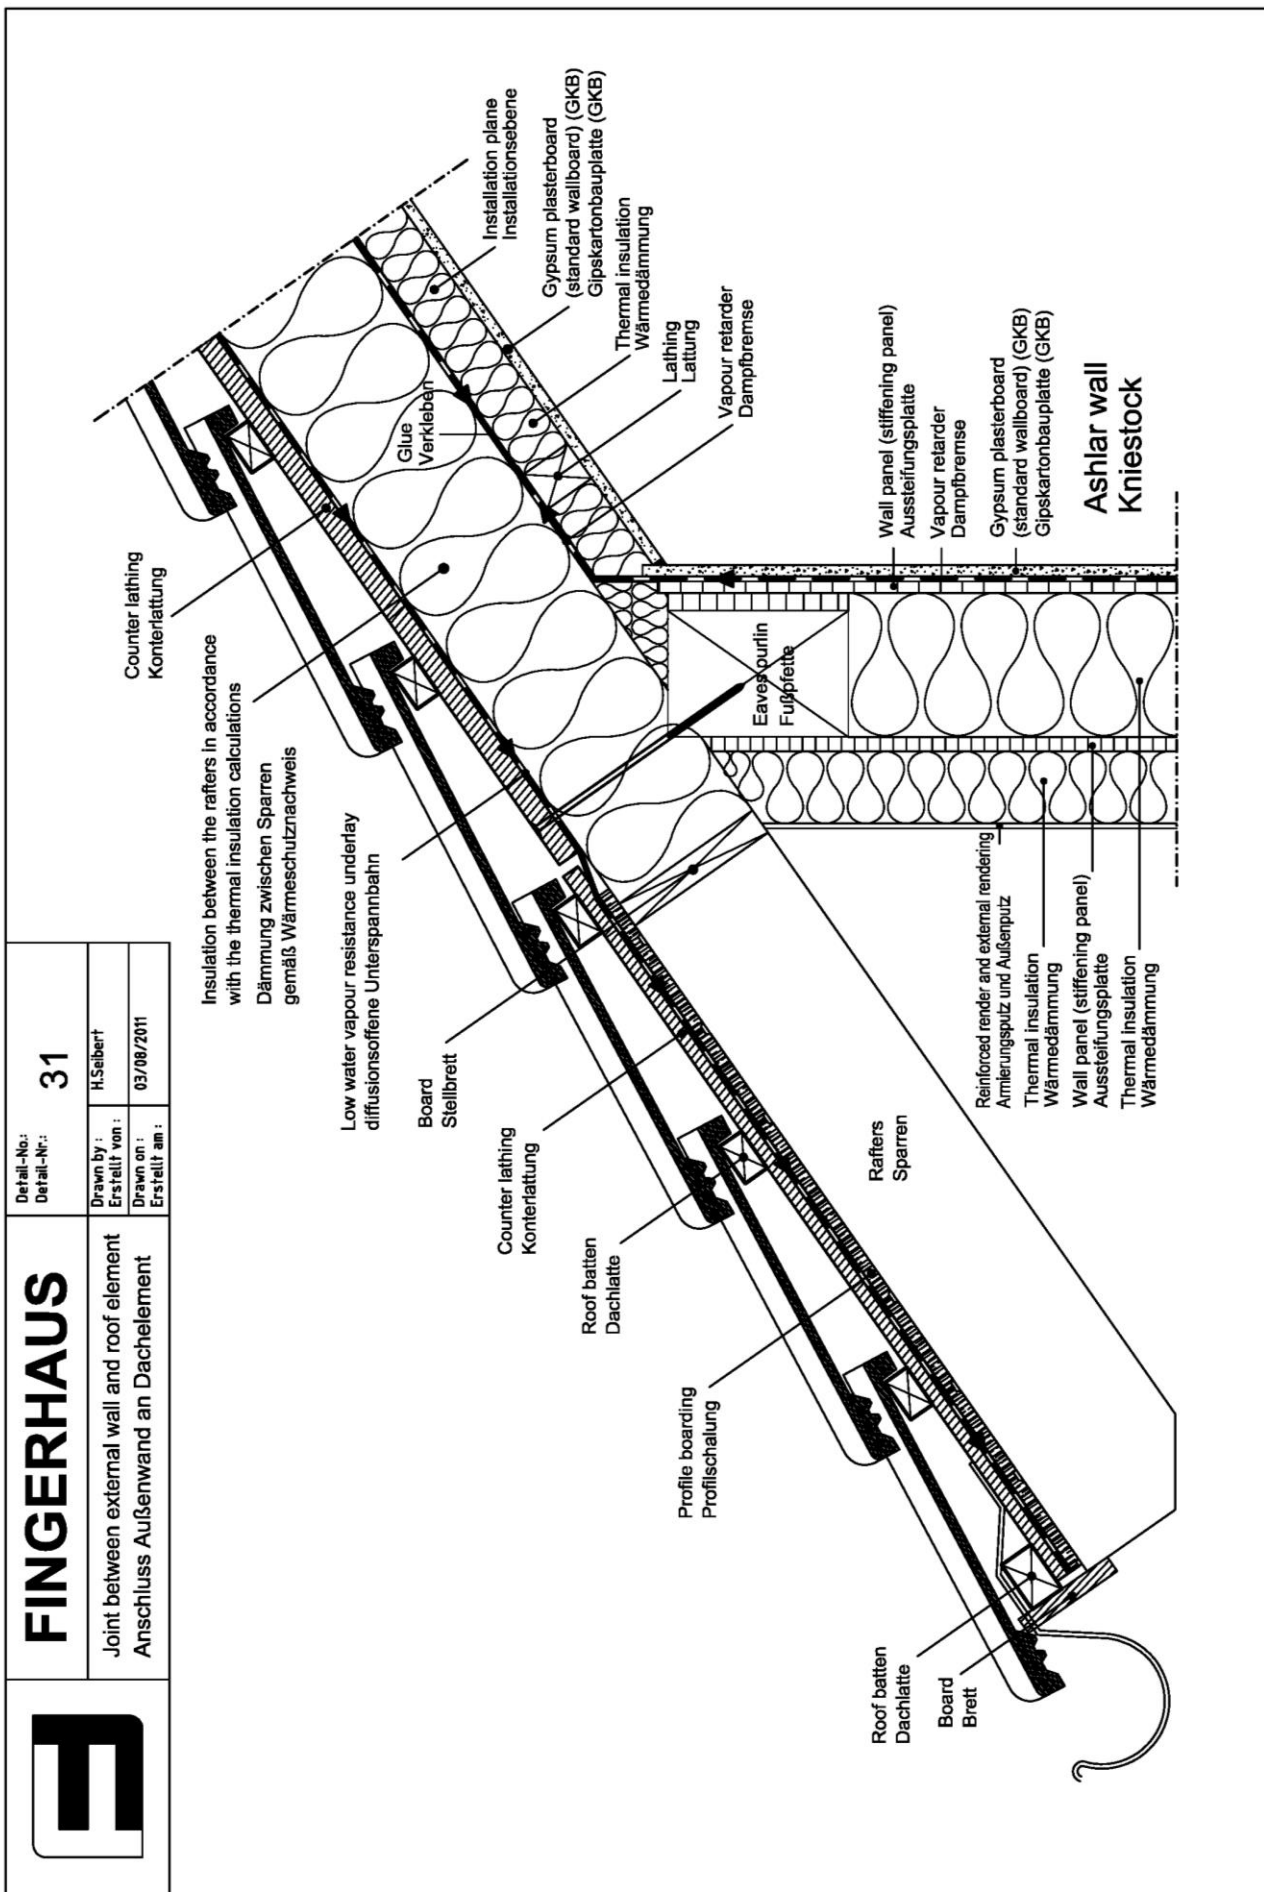 FINGERHAUS
Joint between external wall and roof element
Anschluss Außenwand an Dachelement
Detail-No.:
Detail-Nr.:
31
Drawn by :
Erstellt von :
H.Seibert
Drawn on :
Erstellt am :
03/08/2011
Insulation between the rafters in accordance
with the thermal insulation calculations
Dämmung zwischen Sparren
gemäß Wärmeschutznachweis
Counter lathing
Konterlattung
Low water vapour resistance underlay
diffusionsoffene Unterspannbahn
Board
Stellbrett
Counter lathing
Konterlattung
Roof batten
Dachlatte
Profile boarding
Profilschalung
Roof batten
Dachlatte
Board
Brett
Rafters
Sparren
Glue
Verkleben
Installation plane
Installationsebene
Gypsum plasterboard
(standard wallboard) (GKB)
Gipskartonbauplatte (GKB)
Thermal insulation
Wärmedämmung
Lathing
Lattung
Vapour retarder
Dampfbremse
Eaves purlin
Fußpfette
Wall panel (stiffening panel)
Aussteifungsplatte
Vapour retarder
Dampfbremse
Gypsum plasterboard
(standard wallboard) (GKB)
Gipskartonbauplatte (GKB)
Ashlar wall
Kniestock
Reinforced render and external rendering
Armierungsputz und Außenputz
Thermal insulation
Wärmedämmung
Wall panel (stiffening panel)
Aussteifungsplatte
Thermal insulation
Wärmedämmung